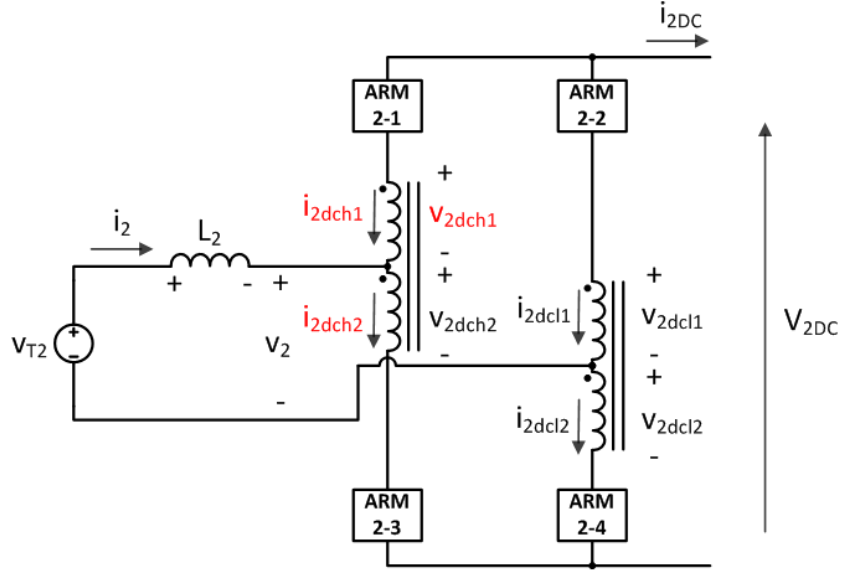 i2DC
ARM
2-1
ARM
2-2
+
i2dch1
v2dch1
-
i2
L2
+
-
+
+
i2dch2
v2dch2
-
+
i2dcl1
v2dcl1
-
V2DC
+
-
vT2
v2
-
+
i2dcl2
v2dcl2
-
ARM
2-3
ARM
2-4